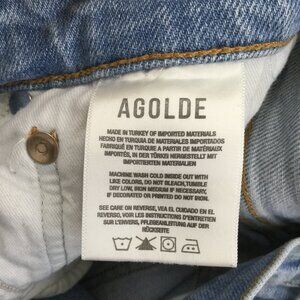 AGOLDE
MADE IN TURKEY OF IMPORTED MATERIALS
HECHO EN TURQUIA DE MATERIALES IMPORTADOS
FABRIQUÉ EN TURQUIE A PARTIR DE MATÉRIAUX
IMPORTÉS, IN DER TÜRKEI HERGESTELLT MIT
IMPORTIERTEN MATERIALIEN
MACHINE WASH COLD INSIDE OUT WITH
LIKE COLORS, DO NOT BLEACH, TUMBLE
DRY LOW, IRON MEDIUM IF NECESSARY,
IF DECORATED OR PRINTED DO NOT IRON.
SEE CARE ON REVERSE, VEA EL CUIDADO EN EL
REVERSO, VOIR LES INSTRUCTIONS D'ENTRETIEN
SUR L'ENVERS, PFLEGEANLEITUNG AUF DER
RÜCKSEITE